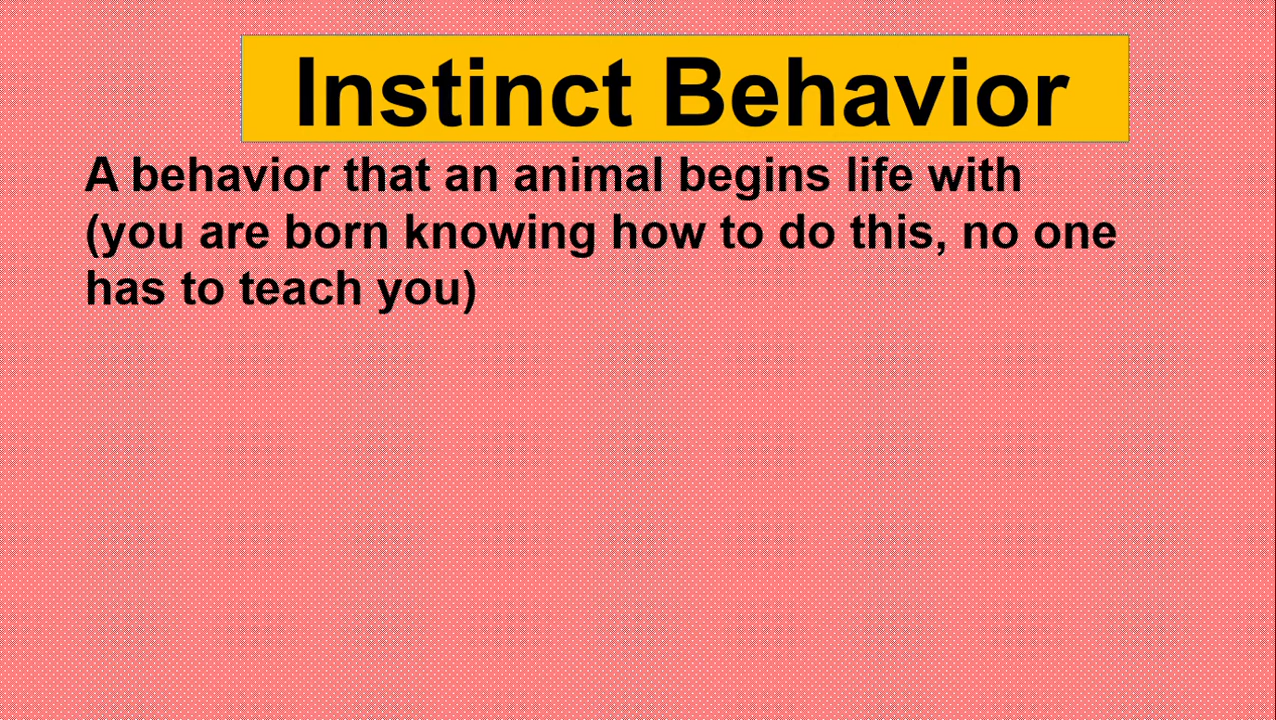 Instinct Behavior
A behavior that an animal begins life with
(you are born knowing how to do this, no one
has to teach you)